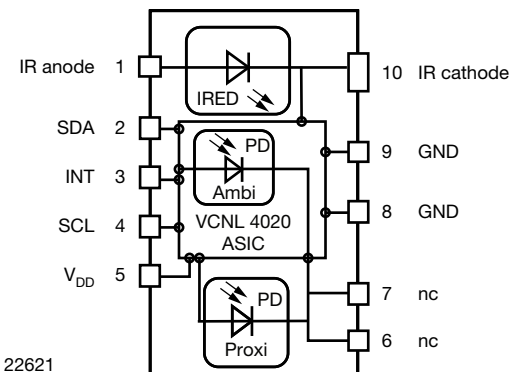 IR anode 1
10 IR cathode
IRED
SDA 2
PD
9 GND
INT 3
Ambi
SCL 4
VCNL 4020
ASIC
8 GND
VDD 5
PD
7 nc
Proxi
6 nc
22621